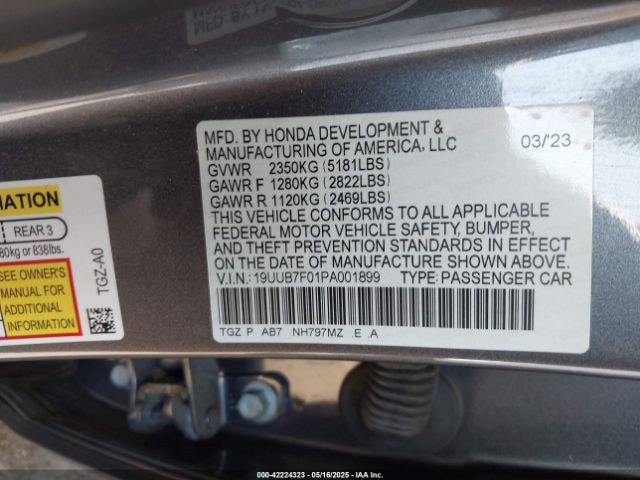 MFD. BY HONDA DEVELOPMENT &
MANUFACTURING OF AMERICA, LLC 03/23
GVWR 2350KG (5181LBS)
GAWR F 1280KG (2822LBS)
GAWR R 1120KG (2469LBS)
THIS VEHICLE CONFORMS TO ALL APPLICABLE
FEDERAL MOTOR VEHICLE SAFETY, BUMPER,
AND THEFT PREVENTION STANDARDS IN EFFECT
ON THE DATE OF MANUFACTURE SHOWN ABOVE.
V.I.N.: 19UUB7F01PA001899 TYPE: PASSENGER CAR
TGZ P AB7 NH797MZ .E .A
REAR 3
80kg or 838lbs.
SEE OWNER'S
MANUAL FOR
ADDITIONAL
INFORMATION
TGZ-A0
000-42224323 - 05/16/2025 - IAA Inc.